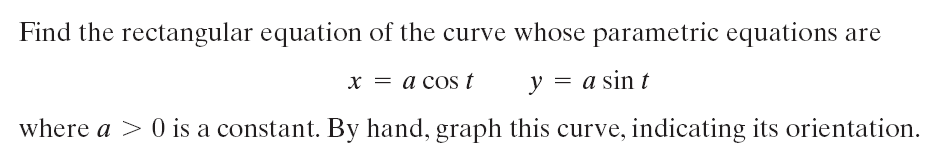 Find the rectangular equation of the curve whose parametric equations are
x = a cos t y = a sin t
where a > 0 is a constant. By hand, graph this curve, indicating its orientation.